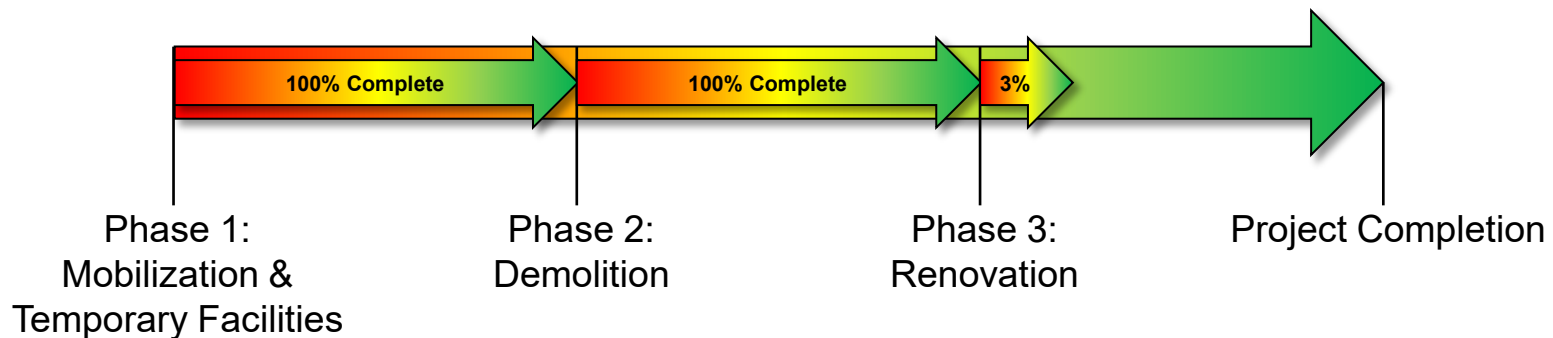 100% Complete
100% Complete
3%
Phase 1:
Mobilization &
Temporary Facilities
Phase 2:
Demolition
Phase 3:
Renovation
Project Completion